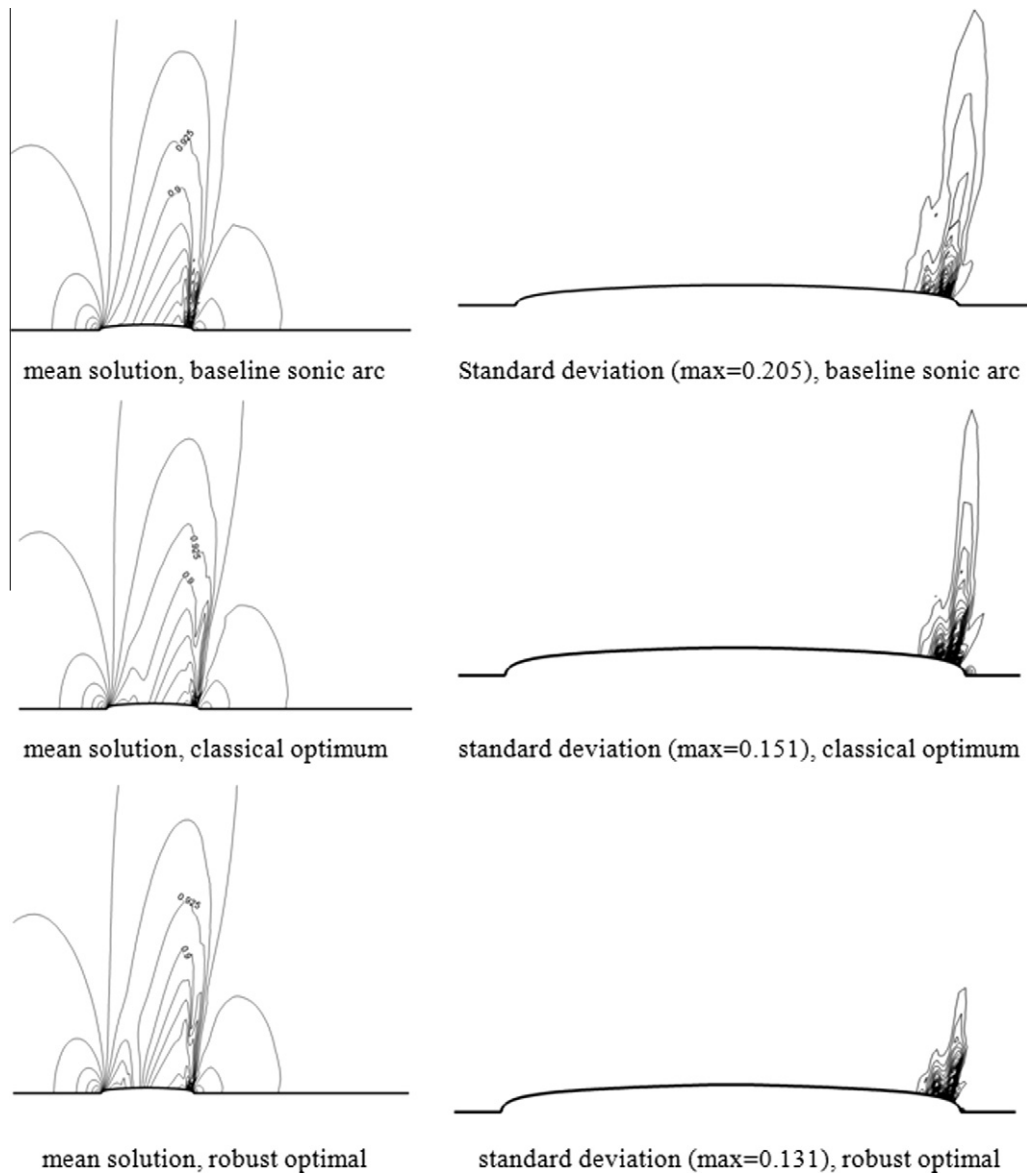 0.925
0.9
mean solution, baseline sonic arc
Standard deviation (max=0.205), baseline sonic arc
0.925
0.9
mean solution, classical optimum
standard deviation (max=0.151), classical optimum
0.925
0.9
mean solution, robust optimal
standard deviation (max=0.131), robust optimal